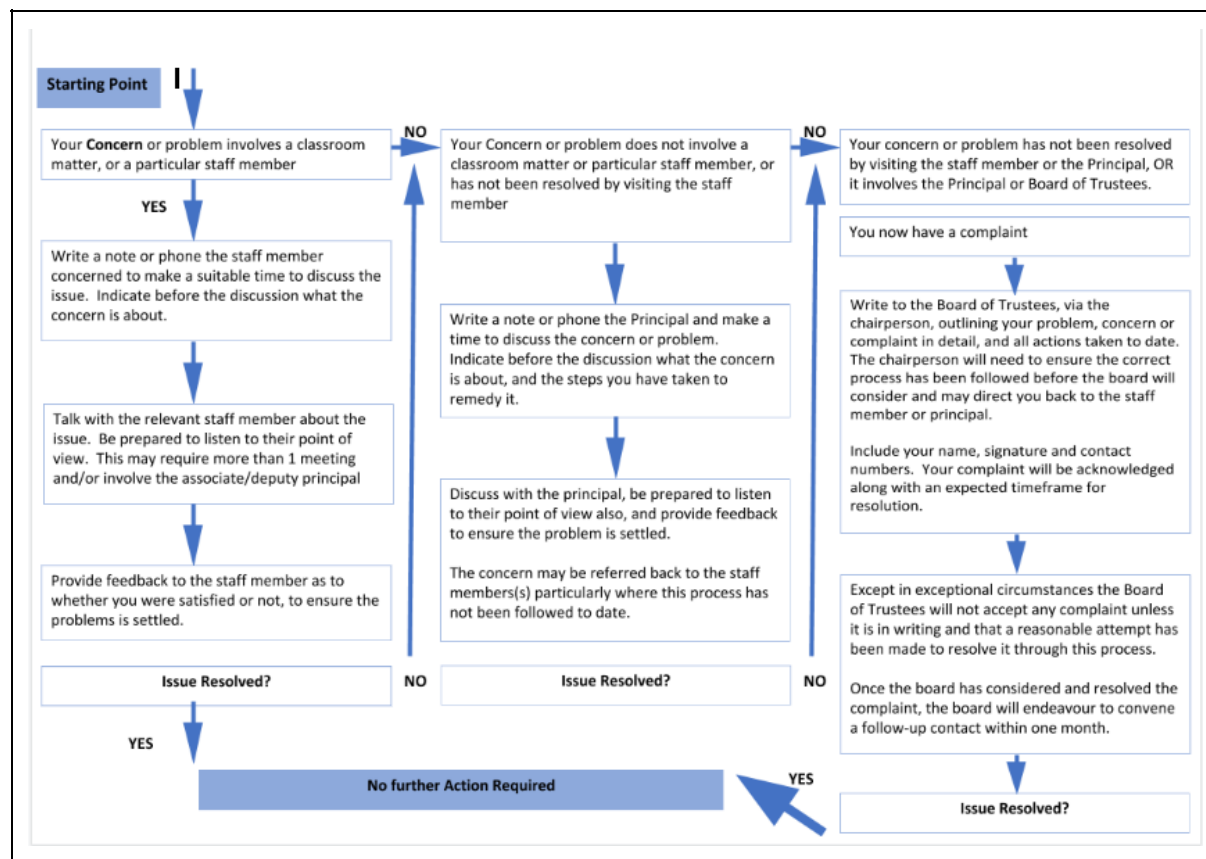 Starting Point
Your Concern or problem involves a classroom
matter, or a particular staff member
YES
Write a note or phone the staff member
concerned to make a suitable time to discuss the
issue.  Indicate before the discussion what the
concern is about.
Talk with the relevant staff member about the
issue.  Be prepared to listen to their point of
view.  This may require more than 1 meeting
and/or involve the associate/deputy principal
Provide feedback to the staff member as to
whether you were satisfied or not, to ensure the
problems is settled.
Issue Resolved?
YES
NO
NO
Your Concern or problem does not involve a
classroom matter or particular staff member, or
has not been resolved by visiting the staff
member
Write a note or phone the Principal and make a
time to discuss the concern or problem.
Indicate before the discussion what the concern
is about, and the steps you have taken to
remedy it.
Discuss with the principal, be prepared to listen
to their point of view also, and provide feedback
to ensure the problem is settled.
The concern may be referred back to the staff
members(s) particularly where this process has
not been followed to date.
Issue Resolved?
NO
NO
Your concern or problem has not been resolved
by visiting the staff member or the Principal, OR
it involves the Principal or Board of Trustees.
You now have a complaint
Write to the Board of Trustees, via the
chairperson, outlining your problem, concern or
complaint in detail, and all actions taken to date.
The chairperson will need to ensure the correct
process has been followed before the board will
consider and may direct you back to the staff
member or principal.
Include your name, signature and contact
numbers.  Your complaint will be acknowledged
along with an expected timeframe for
resolution.
Except in exceptional circumstances the Board
of Trustees will not accept any complaint unless
it is in writing and that a reasonable attempt has
been made to resolve it through this process.
Once the board has considered and resolved the
complaint, the board will endeavour to convene
a follow-up contact within one month.
Issue Resolved?
YES
No further Action Required